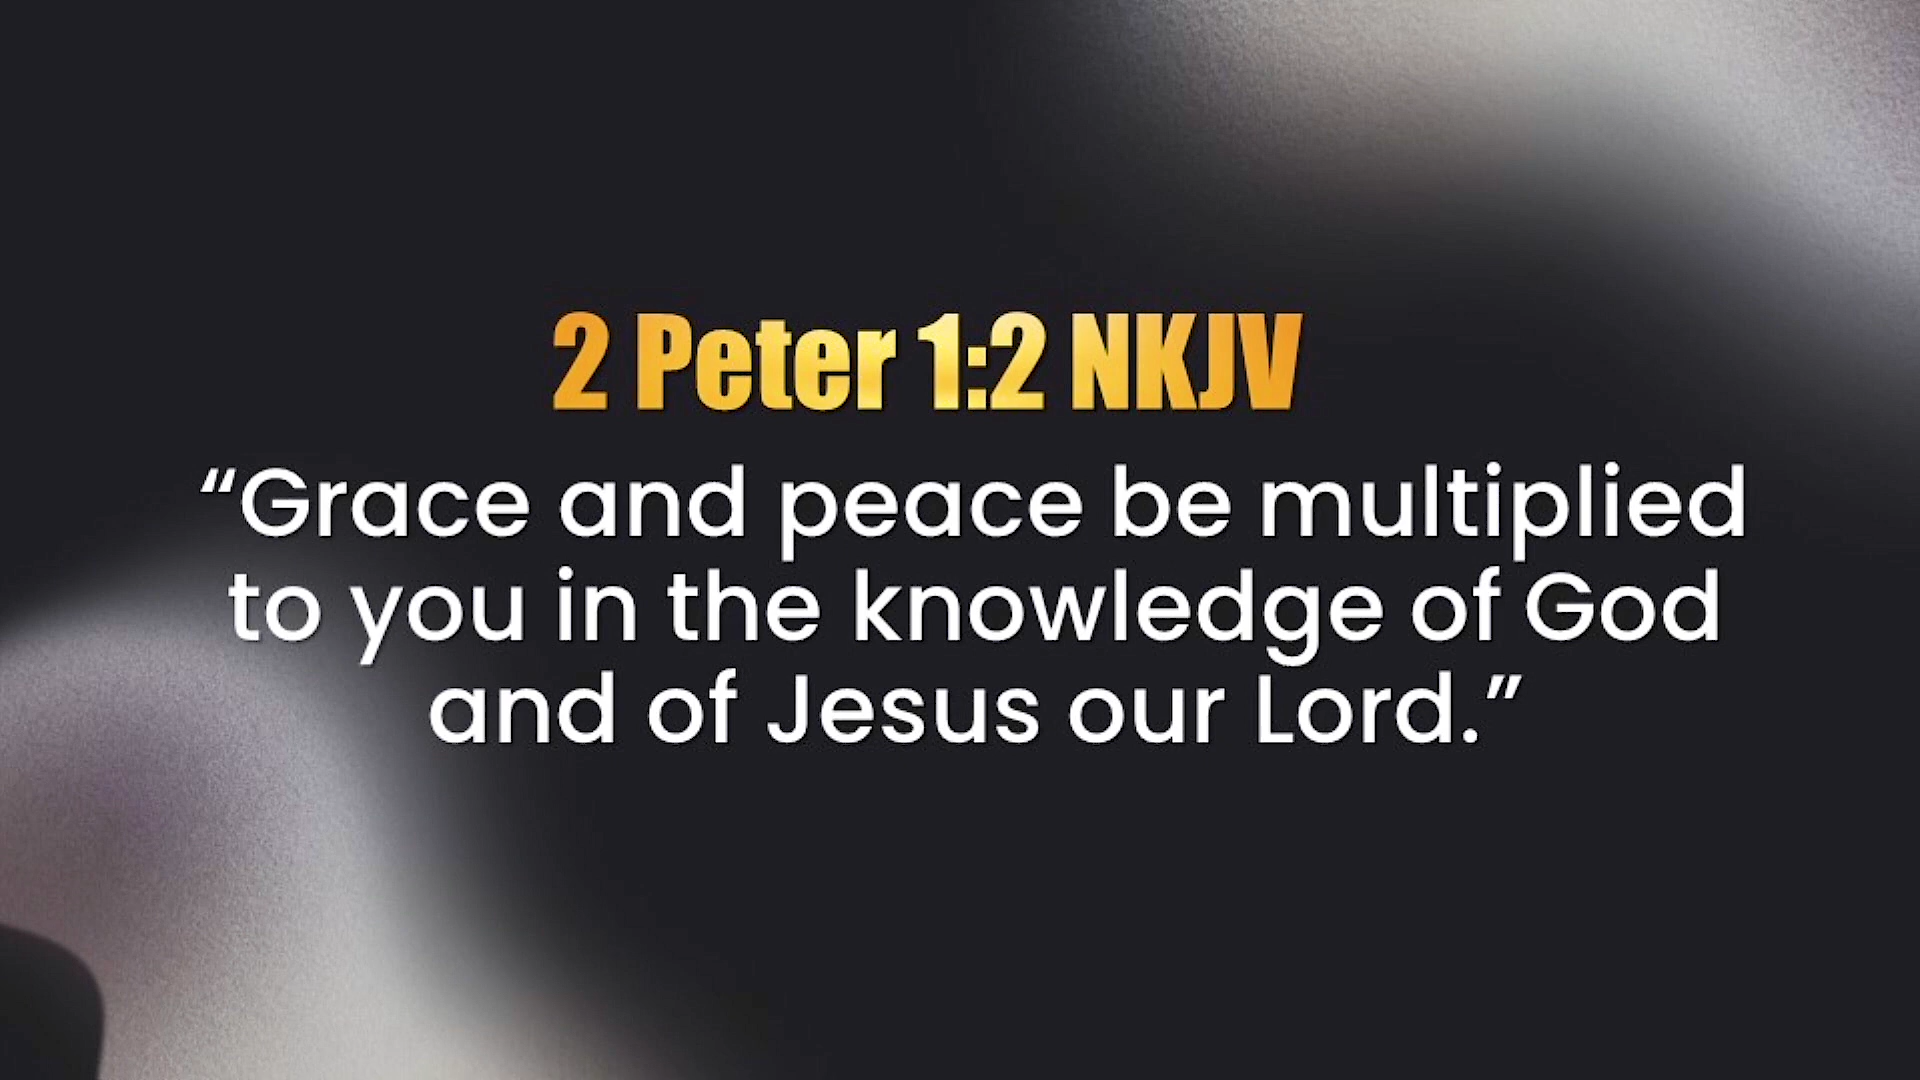 2 Peter 1:2 NKJV
“Grace and peace be multiplied
to you in the knowledge of God
and of Jesus our Lord.”